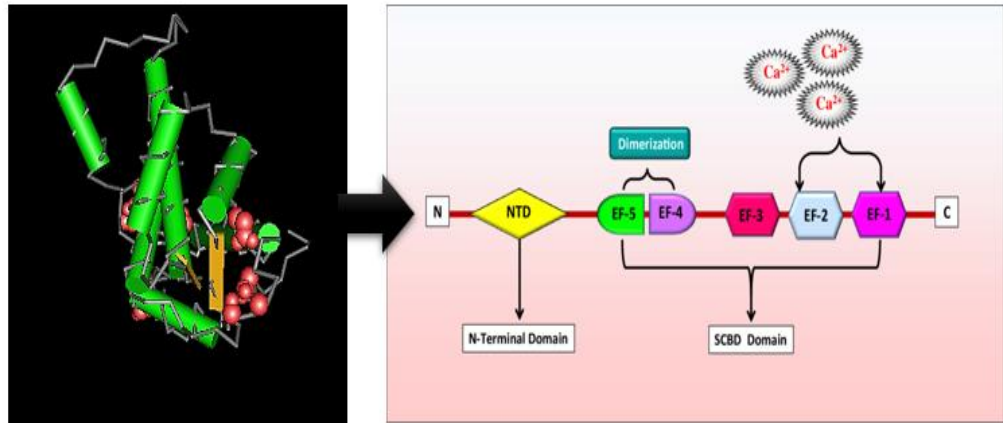 Ca²⁺
Ca²⁺
Ca²⁺
Dimerization
N
NTD
EF-5
EF-4
EF-3
EF-2
EF-1
C
N-Terminal Domain
SCBD Domain